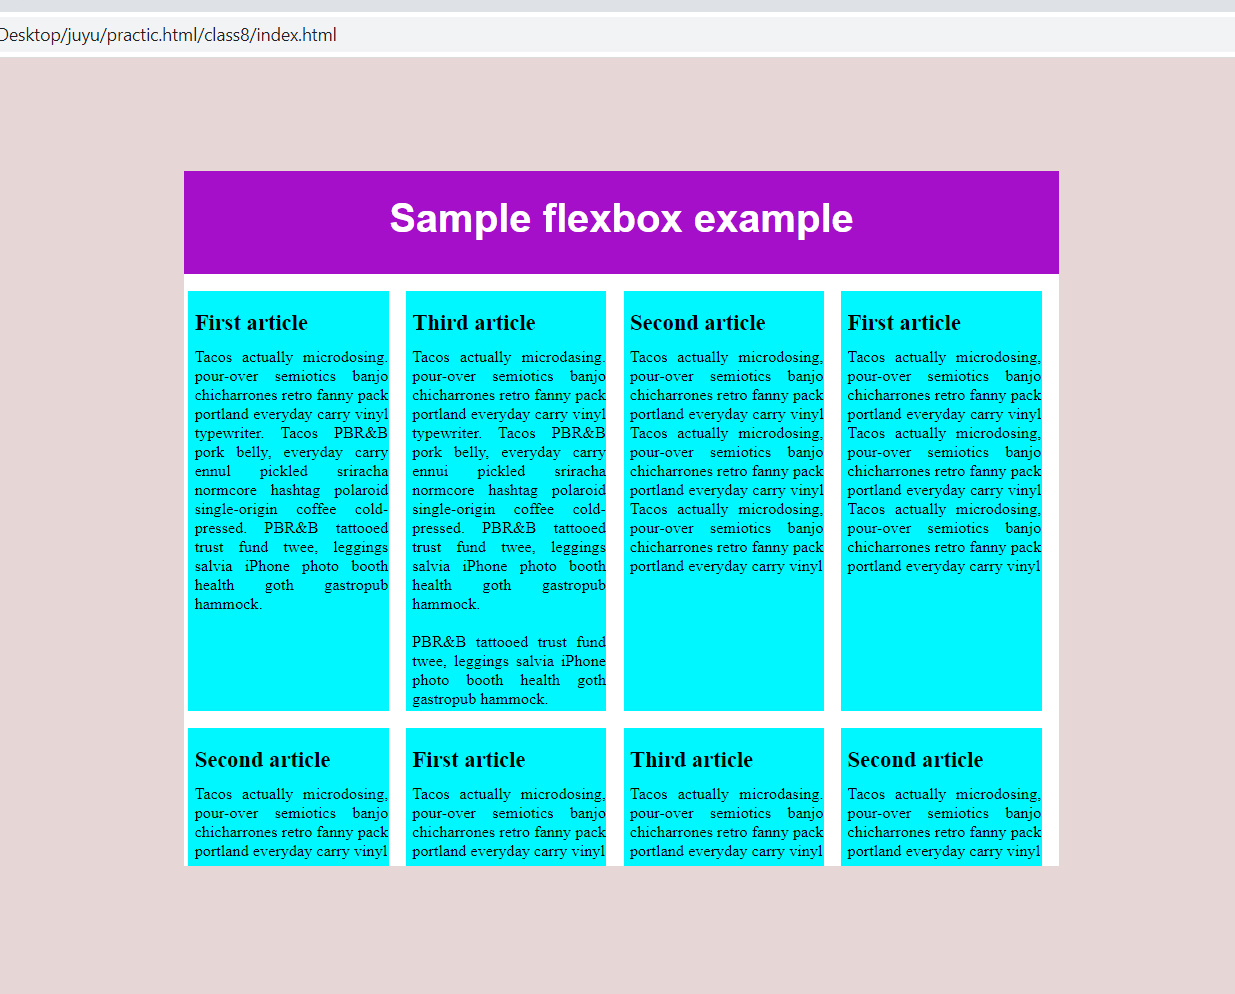 Desktop/juyu/practic.html/class8/index.html
Sample flexbox example
First article
Tacos actually microdosing.
pour-over semiotics banjo
chicharrones retro fanny pack
portland everyday carry vinyl
typewriter. Tacos PBR&B
pork belly, everyday carry
ennul pickled sriracha
normcore hashtag polaroid
single-origin coffee cold-
pressed. PBR&B tattooed
trust fund twee, leggings
salvia iPhone photo booth
health goth gastropub
hammock.
Third article
Tacos actually microdasing.
pour-over semiotics banjo
chicharrones retro fanny pack
portland everyday carry vinyl
typewriter. Tacos PBR&B
pork belly, everyday carry
ennui pickled sriracha
normcore hashtag polaroid
single-origin coffee cold-
pressed. PBR&B tattooed
trust fund twee, leggings
salvia iPhone photo booth
health goth gastropub
hammock.
PBR&B tattooed trust fund
twee, leggings salvia iPhone
photo booth health goth
gastropub hammock.
Second article
Tacos actually microdosing,
pour-over semiotics banjo
chicharrones retro fanny pack
portland everyday carry vinyl
Tacos actually microdosing,
pour-over semiotics banjo
chicharrones retro fanny pack
portland everyday carry vinyl
Tacos actually microdosing,
pour-over semiotics banjo
chicharrones retro fanny pack
portland everyday carry vinyl
First article
Tacos actually microdosing,
pour-over semiotics banjo
chicharrones retro fanny pack
portland everyday carry vinyl
Tacos actually microdosing,
pour-over semiotics banjo
chicharrones retro fanny pack
portland everyday carry vinyl
Tacos actually microdosing,
pour-over semiotics banjo
chicharrones retro fanny pack
portland everyday carry vinyl
Second article
Tacos actually microdosing,
pour-over semiotics banjo
chicharrones retro fanny pack
portland everyday carry vinyl
First article
Tacos actually microdosing,
pour-over semiotics banjo
chicharrones retro fanny pack
portland everyday carry vinyl
Third article
Tacos actually microdasing.
pour-over semiotics banjo
chicharrones retro fanny pack
portland everyday carry vinyl
Second article
Tacos actually microdosing,
pour-over semiotics banjo
chicharrones retro fanny pack
portland everyday carry vinyl